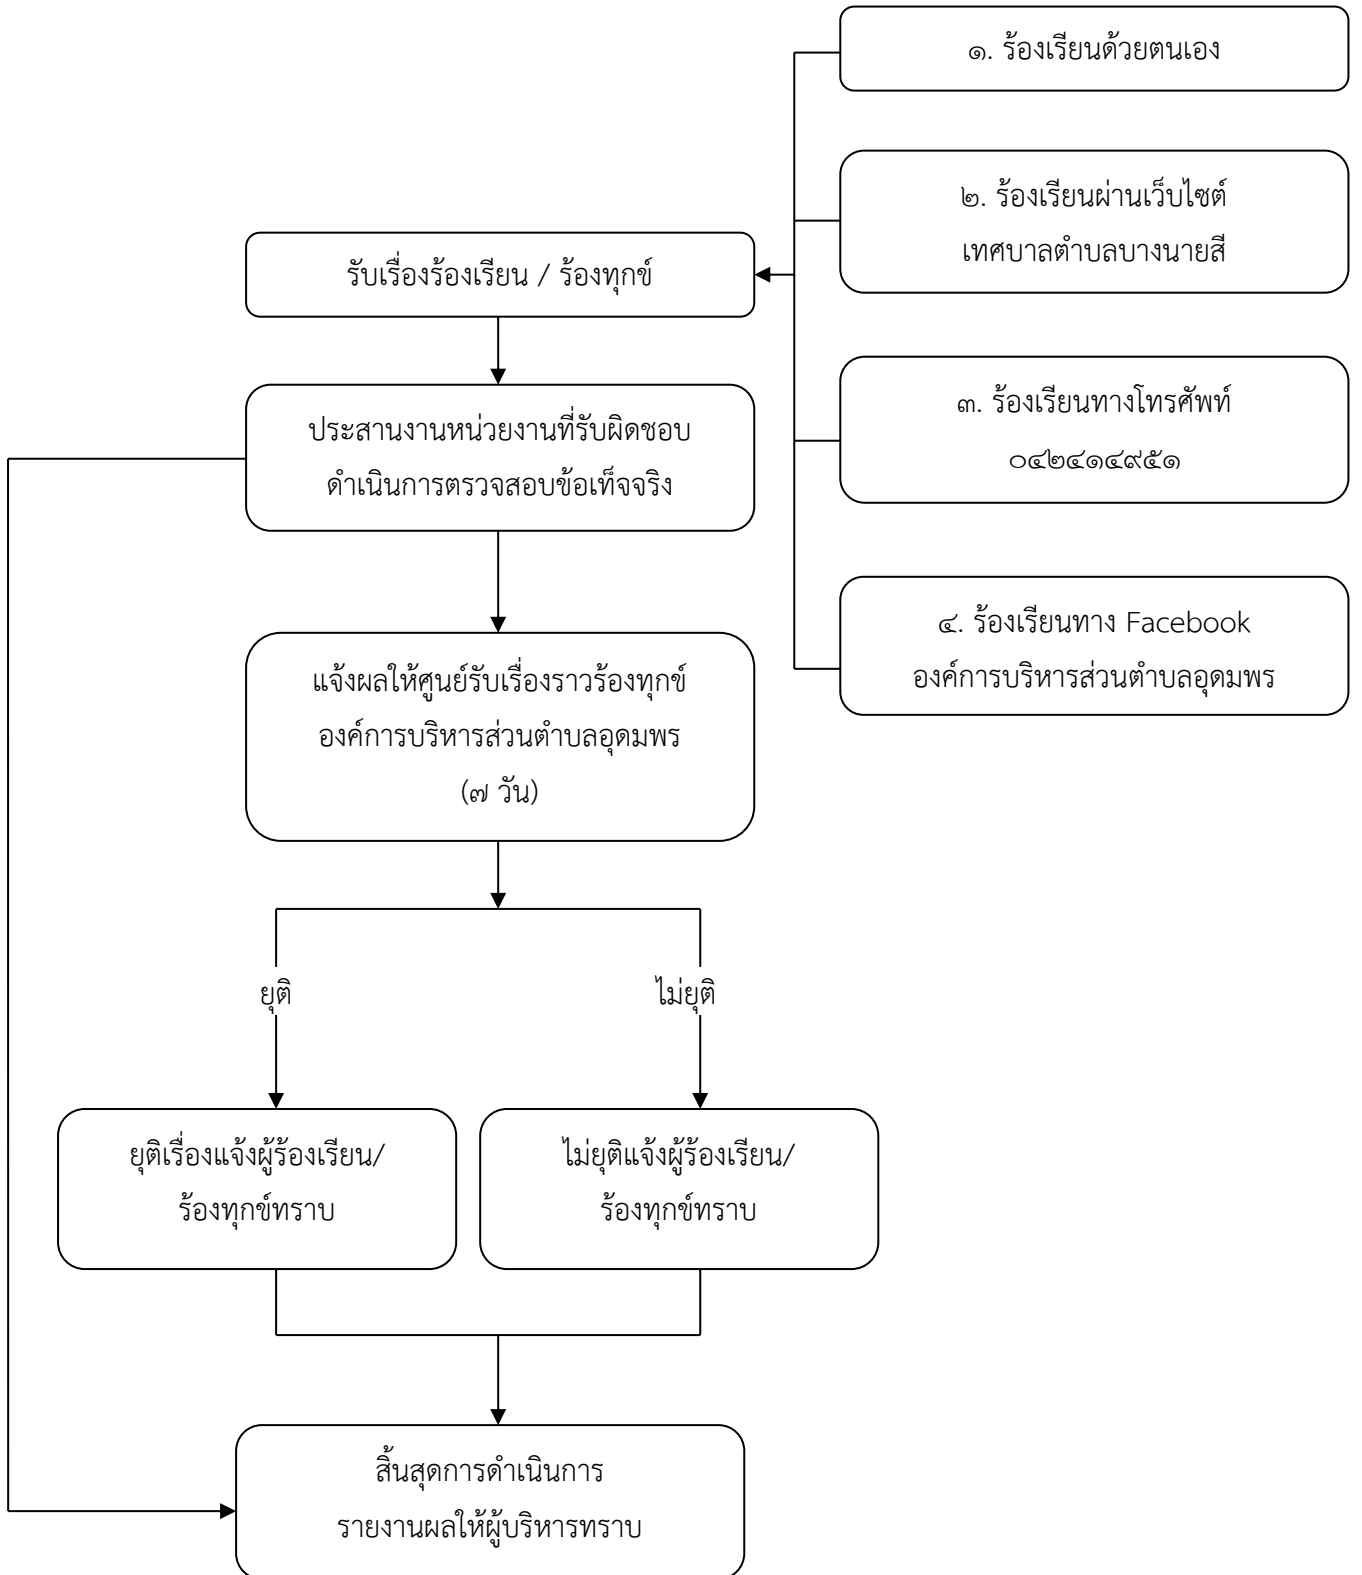 ๑. ร้องเรียนด้วยตนเอง
๒. ร้องเรียนผ่านเว็บไซต์
เทศบาลตำบลบางนายสี
รับเรื่องร้องเรียน / ร้องทุกข์
๓. ร้องเรียนทางโทรศัพท์
๐๔๒๔๑๔๙๕๑
ประสานงานหน่วยงานที่รับผิดชอบ
ดำเนินการตรวจสอบข้อเท็จจริง
๔. ร้องเรียนทาง Facebook
องค์การบริหารส่วนตำบลอุดมพร
แจ้งผลให้ศูนย์รับเรื่องราวร้องทุกข์
องค์การบริหารส่วนตำบลอุดมพร
(๗ วัน)
ยุติ
ไม่ยุติ
ยุติเรื่องแจ้งผู้ร้องเรียน/
ร้องทุกข์ทราบ
ไม่ยุติแจ้งผู้ร้องเรียน/
ร้องทุกข์ทราบ
สิ้นสุดการดำเนินการ
รายงานผลให้ผู้บริหารทราบ